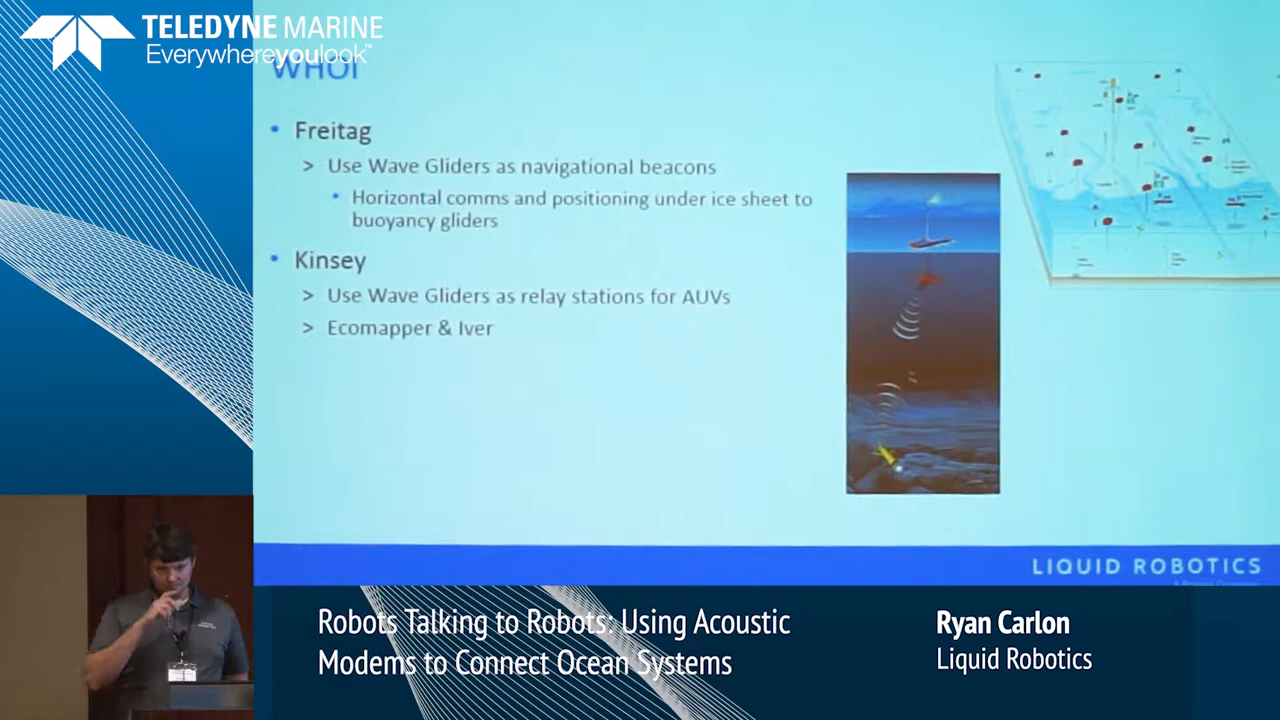 TELEDYNE MARINE
Everywhereyoulook™
WHOI
• Freitag
> Use Wave Gliders as navigational beacons
• Horizontal comms and positioning under ice sheet to
buoyancy gliders
• Kinsey
> Use Wave Gliders as relay stations for AUVs
> Ecomapper & Iver
LIQUID ROBOTICS
Robots Talking to Robots: Using Acoustic
Modems to Connect Ocean Systems
Ryan Carlon
Liquid Robotics